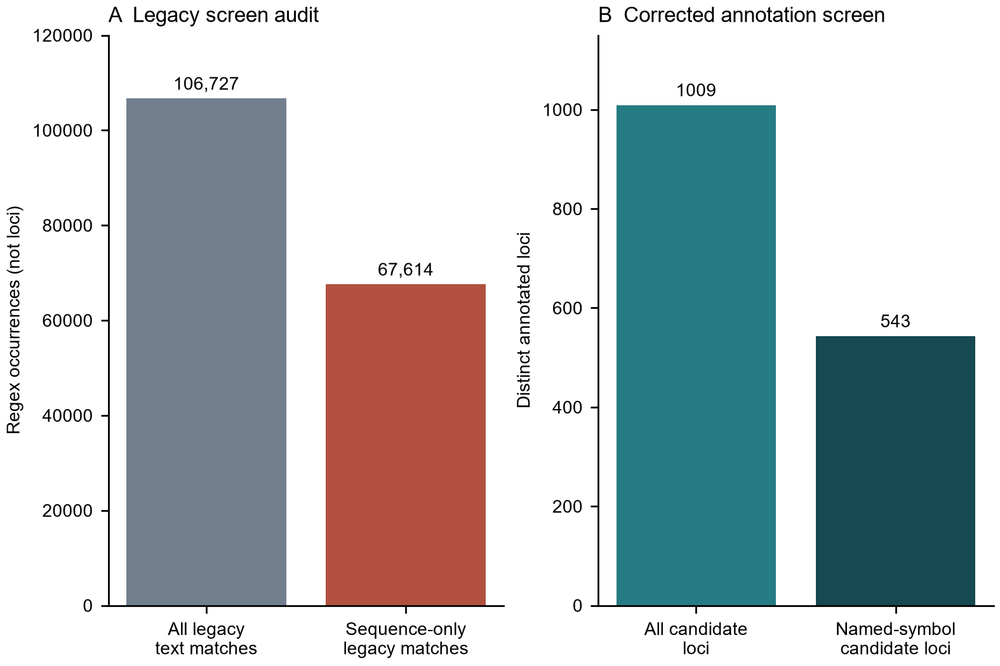 A  Legacy screen audit
Regex occurrences (not loci)
120000
100000
80000
60000
40000
20000
0
106,727
67,614
All legacy
text matches
Sequence-only
legacy matches
B  Corrected annotation screen
Distinct annotated loci
1000
800
600
400
200
0
1009
543
All candidate
loci
Named-symbol
candidate loci